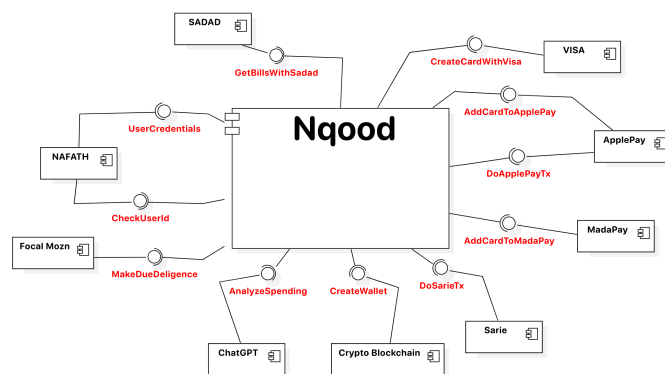 SADAD
GetBillsWithSadad
CreateCardWithVisa
VISA
UserCredentials
Nqood
AddCardToApplePay
ApplePay
NAFATH
DoApplePayTx
CheckUserId
Focal Mozn
MakeDueDeligence
AddCardToMadaPay
MadaPay
AnalyzeSpending
CreateWallet
DoSarieTx
Sarie
ChatGPT
Crypto Blockchain